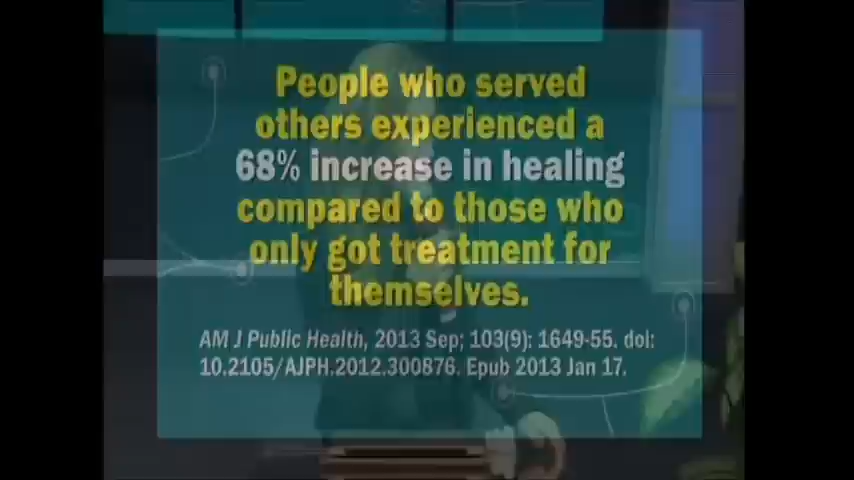 People who served
others experienced a
68% increase in healing
compared to those who
only got treatment for
themselves.
AM J Public Health, 2013 Sep; 103(9): 1649-55. doi:
10.2105/AJPH.2012.300876. Epub 2013 Jan 17.